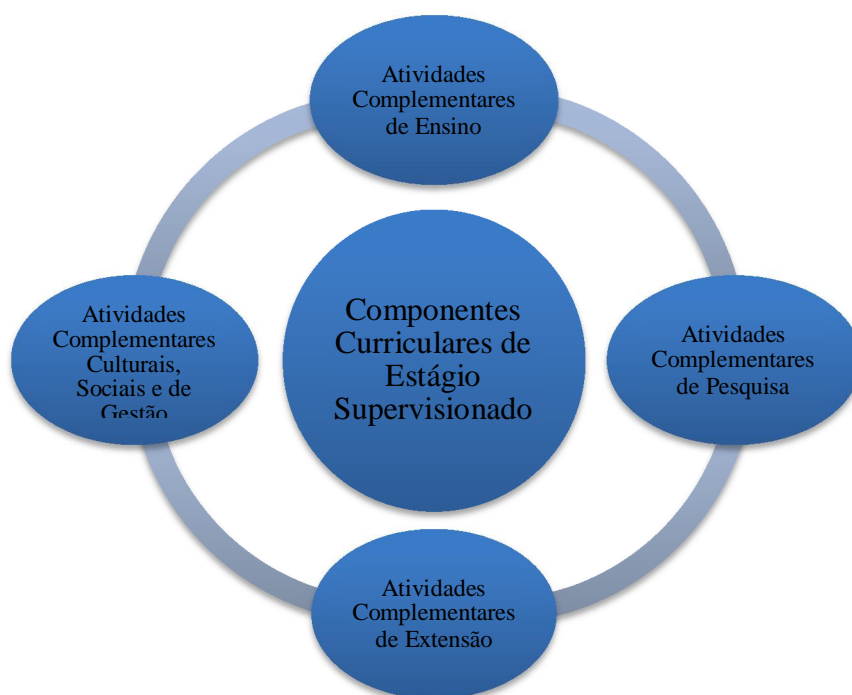 Atividades
Complementares
de Ensino
Atividades
Complementares
Culturais,
Sociais e de
Gestão
Componentes
Curriculares de
Estágio
Supervisionado
Atividades
Complementares
de Pesquisa
Atividades
Complementares
de Extensão